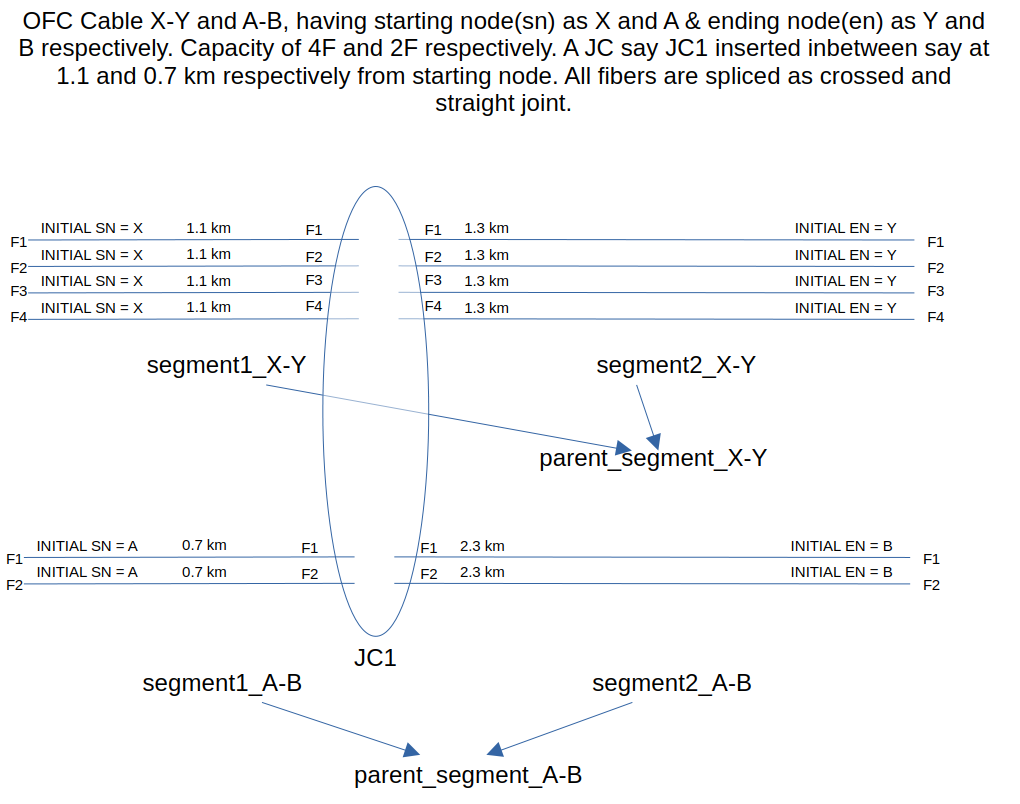 OFC Cable X-Y and A-B, having starting node(sn) as X and A & ending node(en) as Y and
B respectively. Capacity of 4F and 2F respectively. A JC say JC1 inserted inbetween say at
1.1 and 0.7 km respectively from starting node. All fibers are spliced as crossed and
straight joint.
F1 INITIAL SN = X 1.1 km F1 F1 1.3 km INITIAL EN = Y F1
F2 INITIAL SN = X 1.1 km F2 F2 1.3 km INITIAL EN = Y F2
F3 INITIAL SN = X 1.1 km F3 F3 1.3 km INITIAL EN = Y F3
F4 INITIAL SN = X 1.1 km F4 F4 1.3 km INITIAL EN = Y F4
segment1_X-Y segment2_X-Y
parent_segment_X-Y
F1 INITIAL SN = A 0.7 km F1 F1 2.3 km INITIAL EN = B F1
F2 INITIAL SN = A 0.7 km F2 F2 2.3 km INITIAL EN = B F2
JC1
segment1_A-B segment2_A-B
parent_segment_A-B